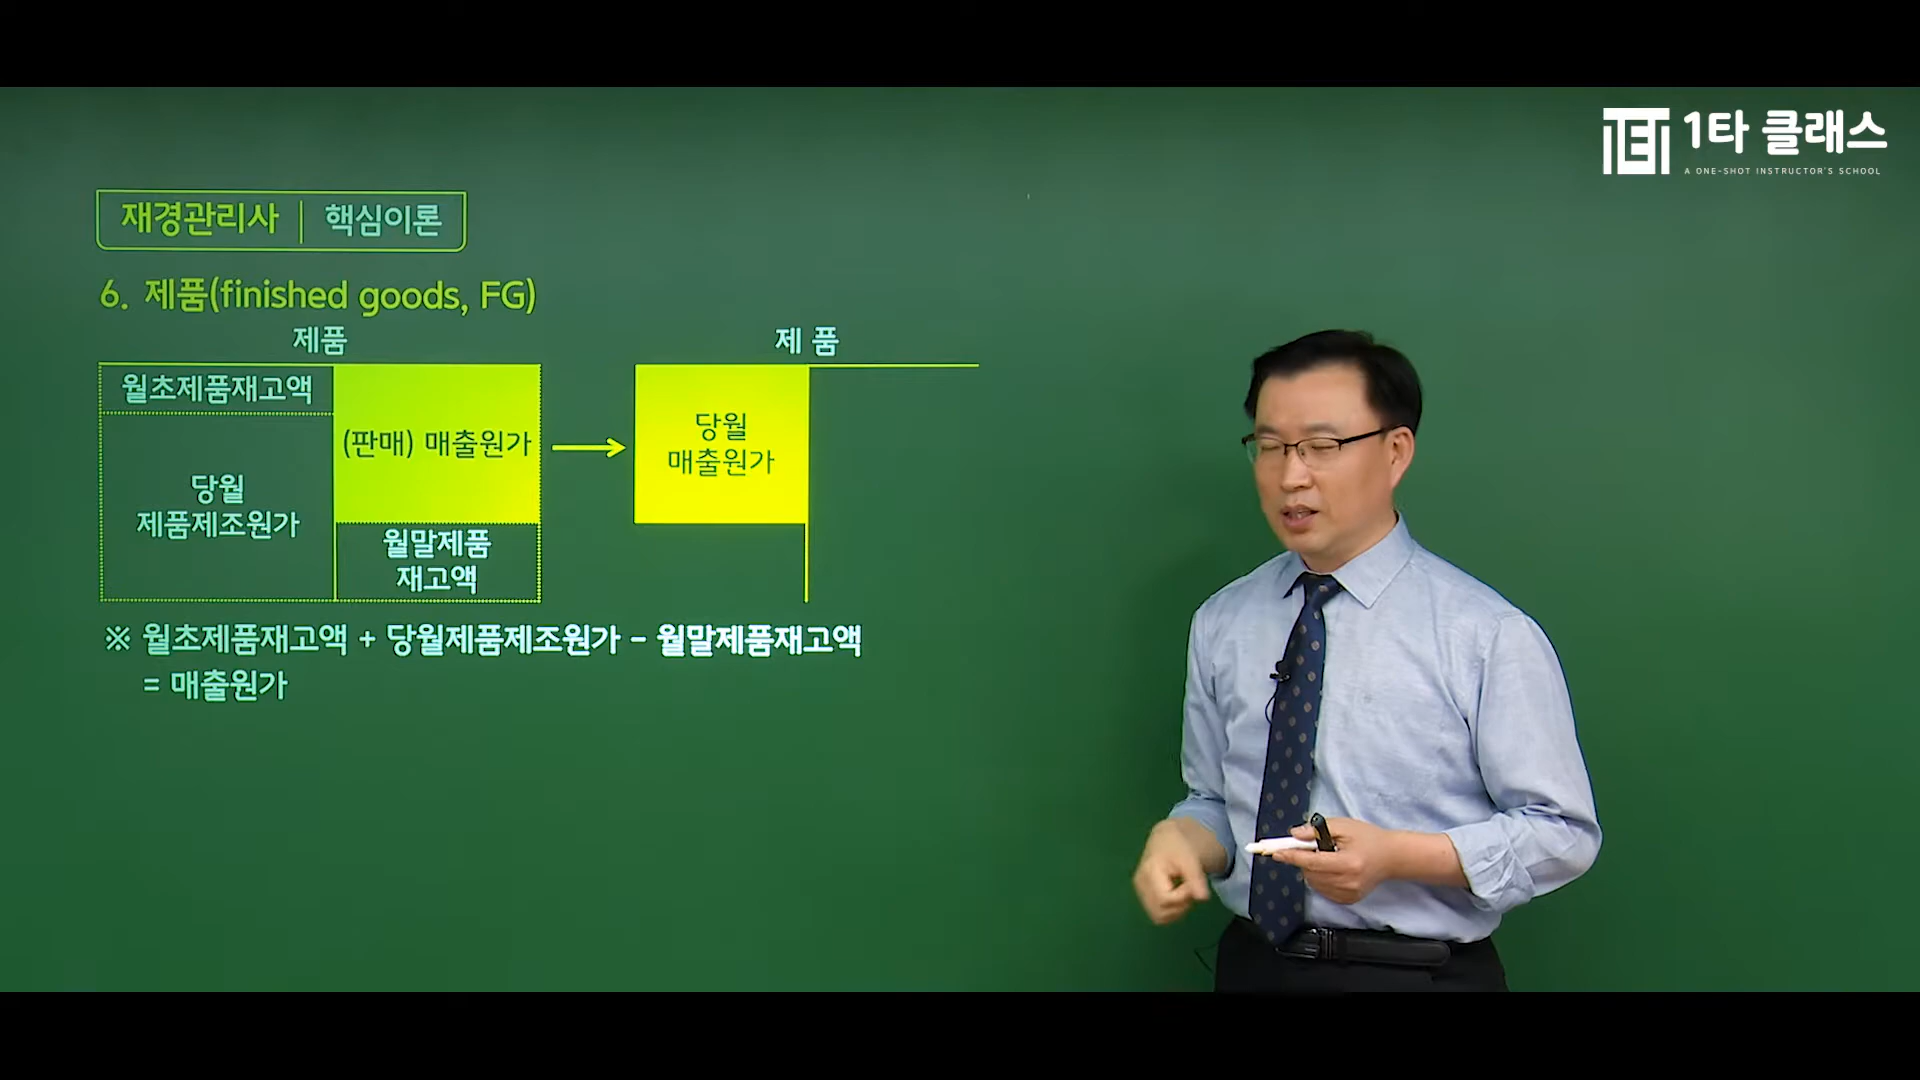 1타 클래스
A ONE-SHOT INSTRUCTOR'S SCHOOL
재경관리사 | 핵심이론
6. 제품(finished goods, FG)
제품
월초제품재고액
당월
제품제조원가
(판매) 매출원가
월말제품
재고액
제 품
당월
매출원가
※ 월초제품재고액 + 당월제품제조원가 - 월말제품재고액
= 매출원가